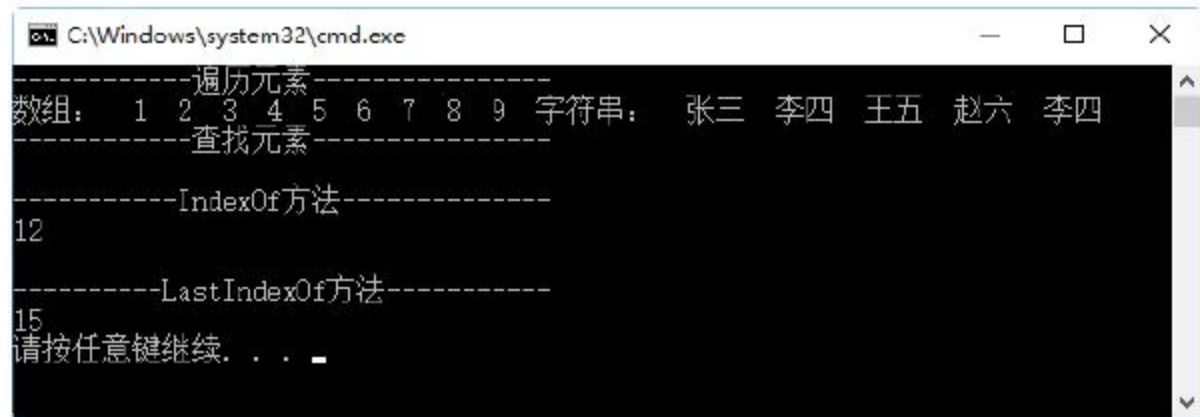 C:\Windows\system32\cmd.exe
------------遍历元素----------------
数组:   1  2  3  4  5  6  7  8  9  字符串:   张三  李四  王五  赵六  李四
------------查找元素----------------
-----------IndexOf方法--------------
12
----------LastIndexOf方法-----------
15
请按任意键继续. . .